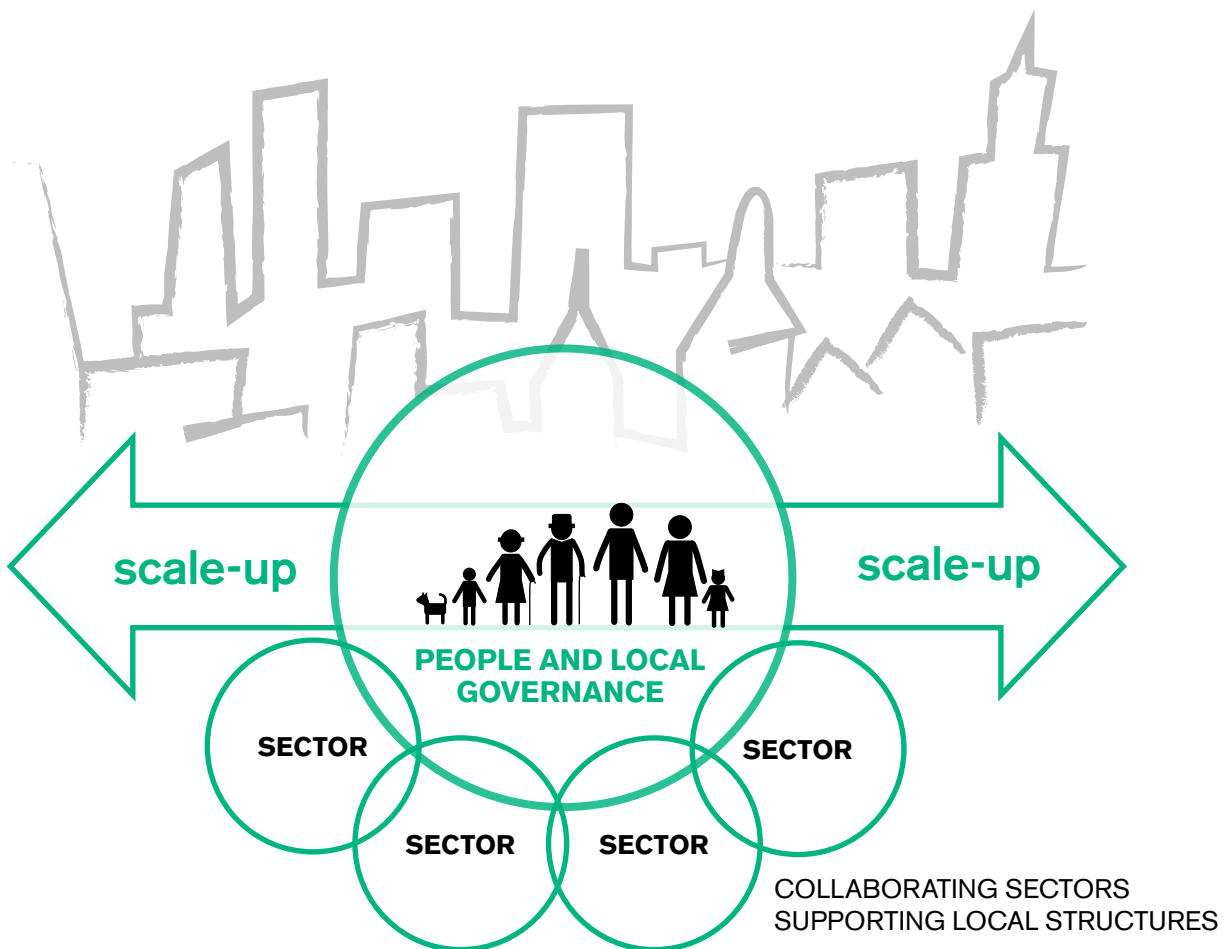 scale-up
scale-up
PEOPLE AND LOCAL
GOVERNANCE
SECTOR
SECTOR
SECTOR
SECTOR
COLLABORATING SECTORS
SUPPORTING LOCAL STRUCTURES